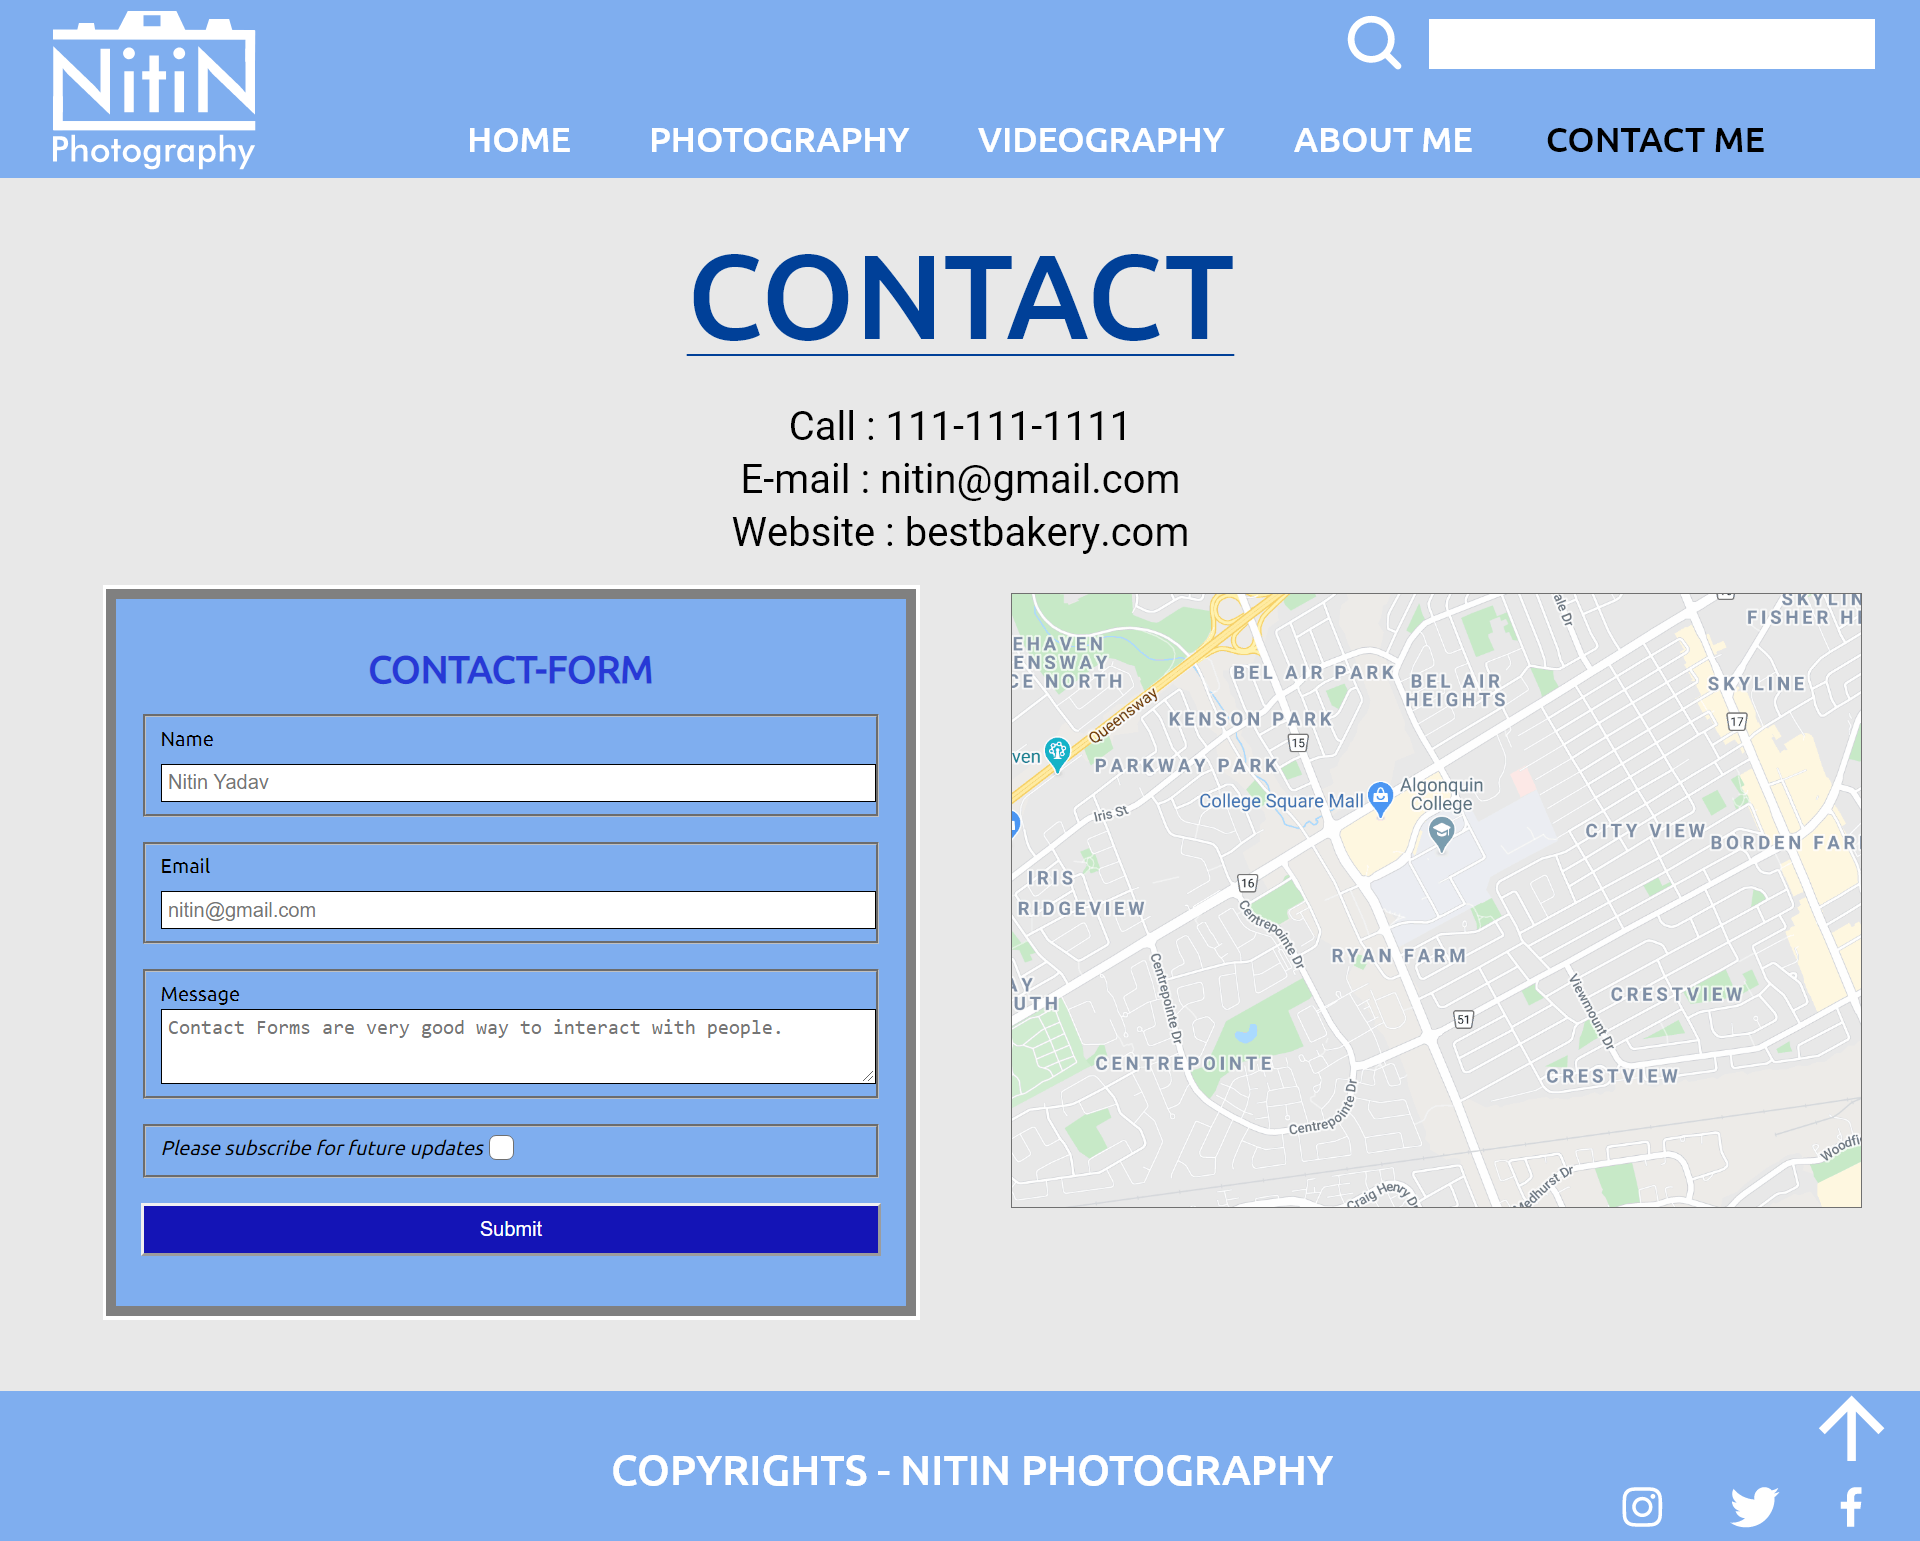 NitiN
Photography
HOME
PHOTOGRAPHY
VIDEOGRAPHY
ABOUT ME
CONTACT ME
CONTACT
Call : 111-111-1111
E-mail : nitin@gmail.com
Website : bestbakery.com
CONTACT-FORM
Name
Nitin Yadav
Email
nitin@gmail.com
Message
Contact Forms are very good way to interact with people.
Please subscribe for future updates
Submit
SKYLIN
FISHER HI
ale Dr
EHAVEN
ENSWAY
CE NORTH
BEL AIR PARK
BEL AIR
HEIGHTS
SKYLINE
Queensway
KENSON PARK
17
15
ven
PARKWAY PARK
Algonquin
College
College Square Mall
Iris St
CITY VIEW
BORDEN FAR
IRIS
16
RIDGEVIEW
Centrepointe Dr
RYAN FARM
Centrepointe Dr
AY
UTH
CRESTVIEW
Viewmount Dr
51
CENTREPOINTE
CRESTVIEW
Centrepointe Dr
Woodfi
Medhurst Dr
Craig Henry Dr
COPYRIGHTS - NITIN PHOTOGRAPHY